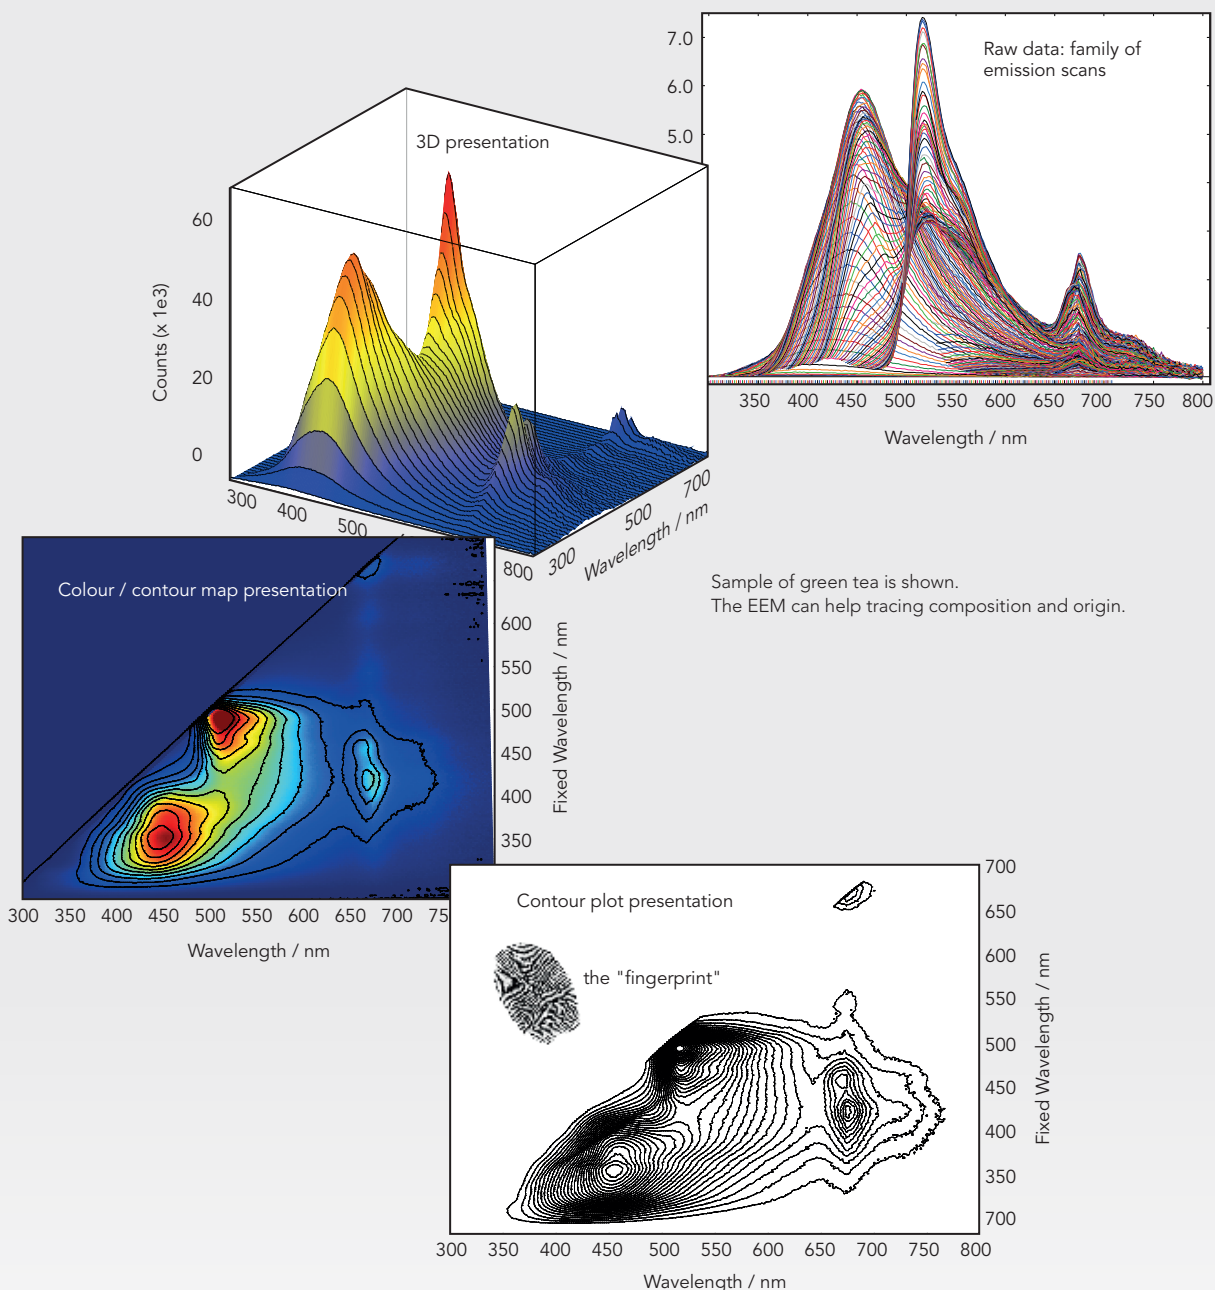 Raw data: family of
emission scans
7.0
6.0
5.0
350 400 450 500 550 600 650 700 750 800
Wavelength / nm
3D presentation
Counts (x 1e3)
60
40
20
0
300 400 500 800
300 500 700
Wavelength / nm
Colour / contour map presentation
600
550
500
450
400
350
Fixed Wavelength / nm
300 350 400 450 500 550 600 650 700
Wavelength / nm
Sample of green tea is shown.
The EEM can help tracing composition and origin.
Contour plot presentation
the "fingerprint"
700
650
600
550
500
450
400
350
700
Fixed Wavelength / nm
300 350 400 450 500 550 600 650 700 750 800
Wavelength / nm